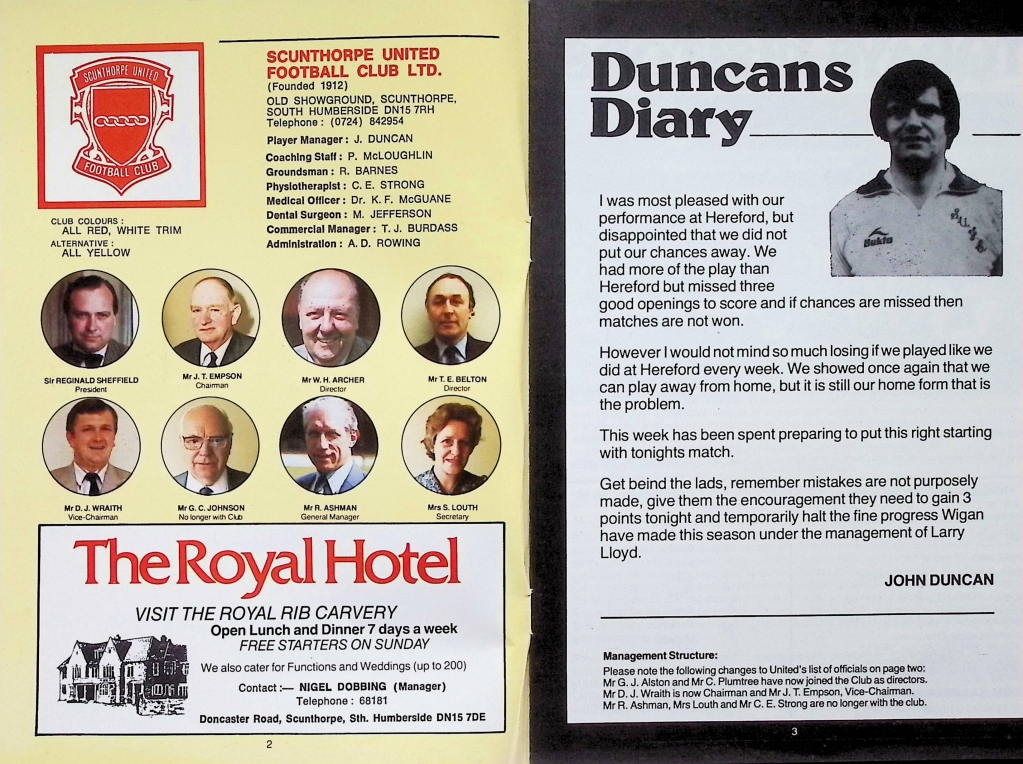 SCUNTHORPE UNITED
FOOTBALL CLUB
SCUNTHORPE UNITED
FOOTBALL CLUB LTD.
(Founded 1912)
OLD SHOWGROUND, SCUNTHORPE,
SOUTH HUMBERSIDE DN15 7RH
Telephone : (0724) 842954
Player Manager : J. DUNCAN
Coaching Staff : P. McLOUGHLIN
Groundsman : R. BARNES
Physiotherapist : C. E. STRONG
Medical Officer : Dr. K. F. McGUANE
Dental Surgeon : M. JEFFERSON
Commercial Manager : T. J. BURDASS
Administration : A. D. ROWING
CLUB COLOURS :
ALL RED, WHITE TRIM
ALTERNATIVE :
ALL YELLOW
Sir REGINALD SHEFFIELD
President
Mr J. T. EMPSON
Chairman
Mr W. H. ARCHER
Director
Mr T. E. BELTON
Director
Mr D. J. WRAITH
Vice-Chairman
Mr G. C. JOHNSON
No longer with Club
Mr R. ASHMAN
General Manager
Mrs S. LOUTH
Secretary
The Royal Hotel
VISIT THE ROYAL RIB CARVERY
Open Lunch and Dinner 7 days a week
FREE STARTERS ON SUNDAY
We also cater for Functions and Weddings (up to 200)
Contact :— NIGEL DOBBING (Manager)
Telephone : 68181
Doncaster Road, Scunthorpe, Sth. Humberside DN15 7DE
2
Duncans
Diary
Bukta
I was most pleased with our
performance at Hereford, but
disappointed that we did not
put our chances away. We
had more of the play than
Hereford but missed three
good openings to score and if chances are missed then
matches are not won.
However I would not mind so much losing if we played like we
did at Hereford every week. We showed once again that we
can play away from home, but it is still our home form that is
the problem.
This week has been spent preparing to put this right starting
with tonights match.
Get beind the lads, remember mistakes are not purposely
made, give them the encouragement they need to gain 3
points tonight and temporarily halt the fine progress Wigan
have made this season under the management of Larry
Lloyd.
JOHN DUNCAN
Management Structure:
Please note the following changes to United's list of officials on page two:
Mr G. J. Alston and Mr C. Plumtree have now joined the Club as directors.
Mr D. J. Wraith is now Chairman and Mr J. T. Empson, Vice-Chairman.
Mr R. Ashman, Mrs Louth and Mr C. E. Strong are no longer with the club.
3